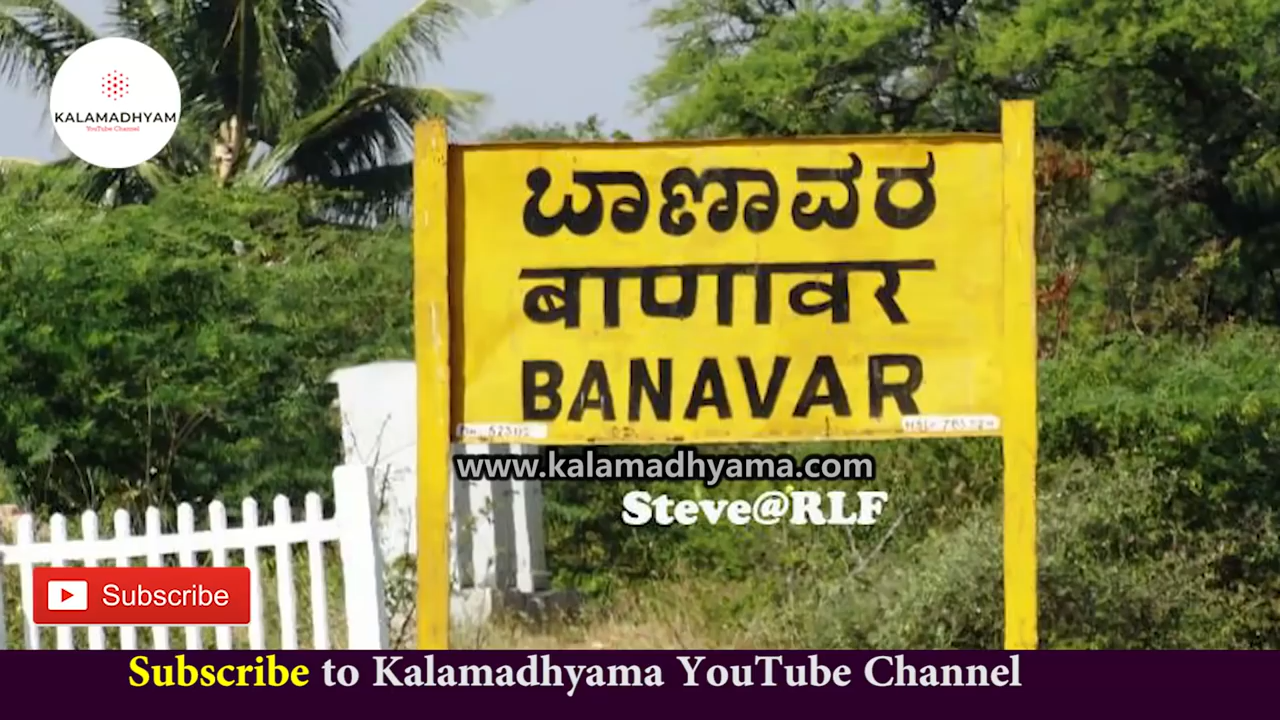 KALAMADHYAM
YouTube Channel
ಬಾಣಾವರ
बाणावर
BANAVAR
www.kalamadhyama.com
Steve@RLF
Subscribe
Subscribe to Kalamadhyama YouTube Channel